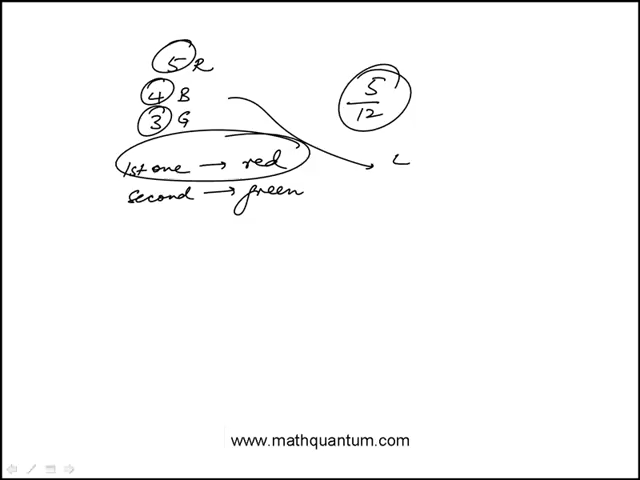 5 R
4 B
3 G
5
12
1st one → red
second → green
www.mathquantum.com